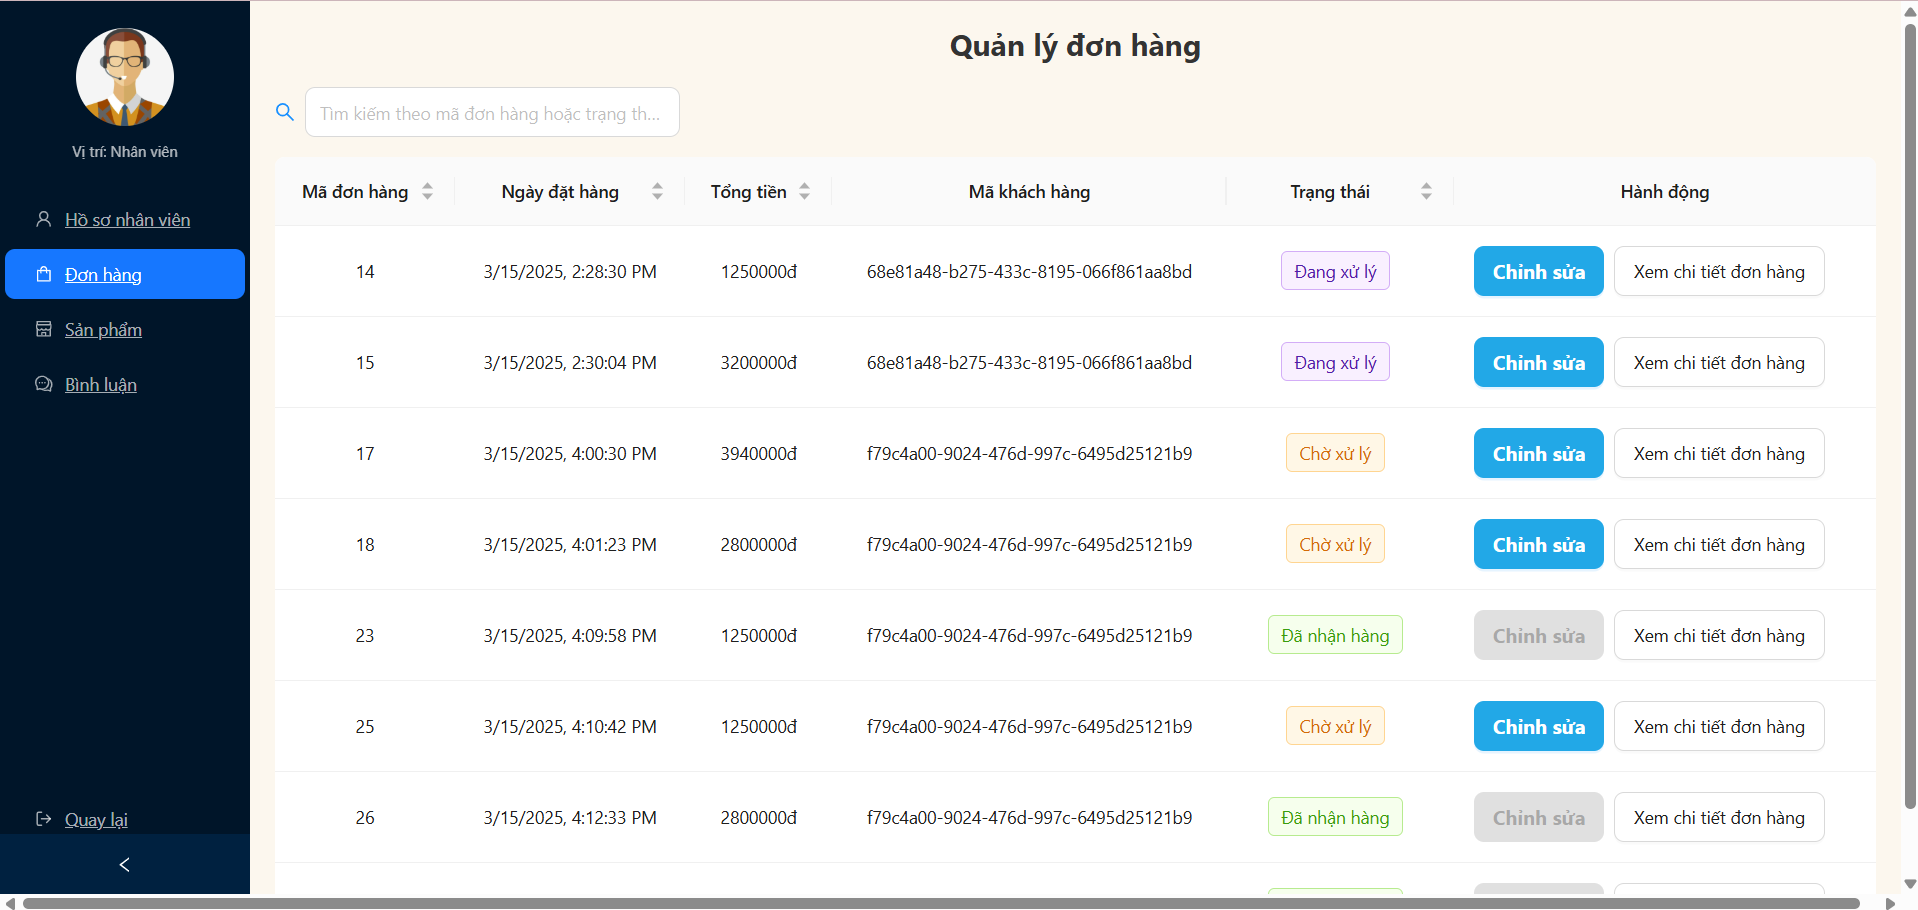 Vị trí: Nhân viên
Hồ sơ nhân viên
Đơn hàng
Sản phẩm
Bình luận
Quay lại
Quản lý đơn hàng
Tìm kiếm theo mã đơn hàng hoặc trạng th...
Mã đơn hàng Ngày đặt hàng Tổng tiền Mã khách hàng Trạng thái Hành động
14 3/15/2025, 2:28:30 PM 1250000đ 68e81a48-b275-433c-8195-066f861aa8bd Đang xử lý Chỉnh sửa Xem chi tiết đơn hàng
15 3/15/2025, 2:30:04 PM 3200000đ 68e81a48-b275-433c-8195-066f861aa8bd Đang xử lý Chỉnh sửa Xem chi tiết đơn hàng
17 3/15/2025, 4:00:30 PM 3940000đ f79c4a00-9024-476d-997c-6495d25121b9 Chờ xử lý Chỉnh sửa Xem chi tiết đơn hàng
18 3/15/2025, 4:01:23 PM 2800000đ f79c4a00-9024-476d-997c-6495d25121b9 Chờ xử lý Chỉnh sửa Xem chi tiết đơn hàng
23 3/15/2025, 4:09:58 PM 1250000đ f79c4a00-9024-476d-997c-6495d25121b9 Đã nhận hàng Chỉnh sửa Xem chi tiết đơn hàng
25 3/15/2025, 4:10:42 PM 1250000đ f79c4a00-9024-476d-997c-6495d25121b9 Chờ xử lý Chỉnh sửa Xem chi tiết đơn hàng
26 3/15/2025, 4:12:33 PM 2800000đ f79c4a00-9024-476d-997c-6495d25121b9 Đã nhận hàng Chỉnh sửa Xem chi tiết đơn hàng